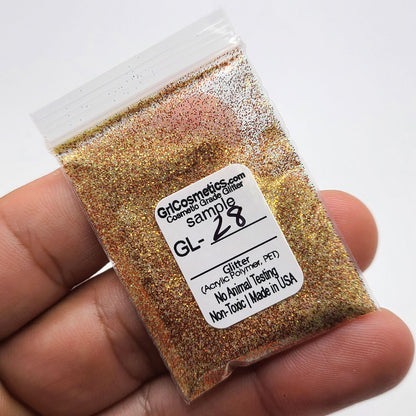 GriCosmetics.com
Cosmetic Grade Glitter
sample
GL-28
Glitter
(Acrylic Polymer, PET)
No Animal Testing
Non-Toxic | Made in USA